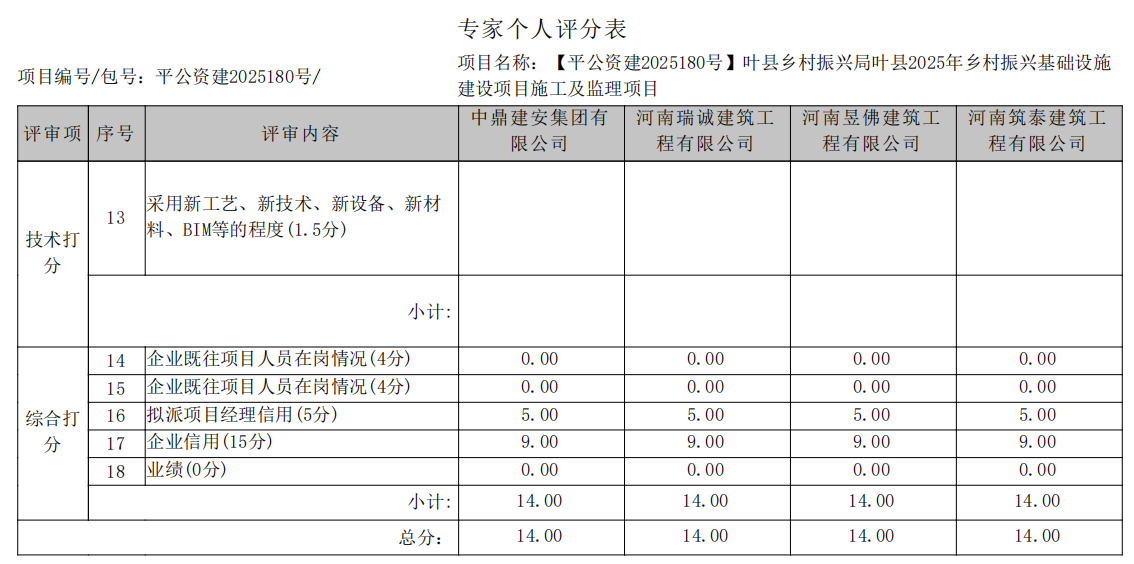 专家个人评分表
项目编号/包号：平公资建2025180号/
项目名称：【平公资建2025180号】叶县乡村振兴局叶县2025年乡村振兴基础设施
建设项目施工及监理项目
评审项 序号 评审内容 中鼎建安集团有 河南瑞诚建筑工 河南昱佛建筑工 河南筑泰建筑工
限公司 程有限公司 程有限公司 程有限公司
技术打
分
13 采用新工艺、新技术、新设备、新材
料、BIM等的程度(1.5分)
小计:
综合打
分
14 企业既往项目人员在岗情况(4分) 0.00 0.00 0.00 0.00
15 企业既往项目人员在岗情况(4分) 0.00 0.00 0.00 0.00
16 拟派项目经理信用(5分) 5.00 5.00 5.00 5.00
17 企业信用(15分) 9.00 9.00 9.00 9.00
18 业绩(0分) 0.00 0.00 0.00 0.00
小计: 14.00 14.00 14.00 14.00
总分： 14.00 14.00 14.00 14.00